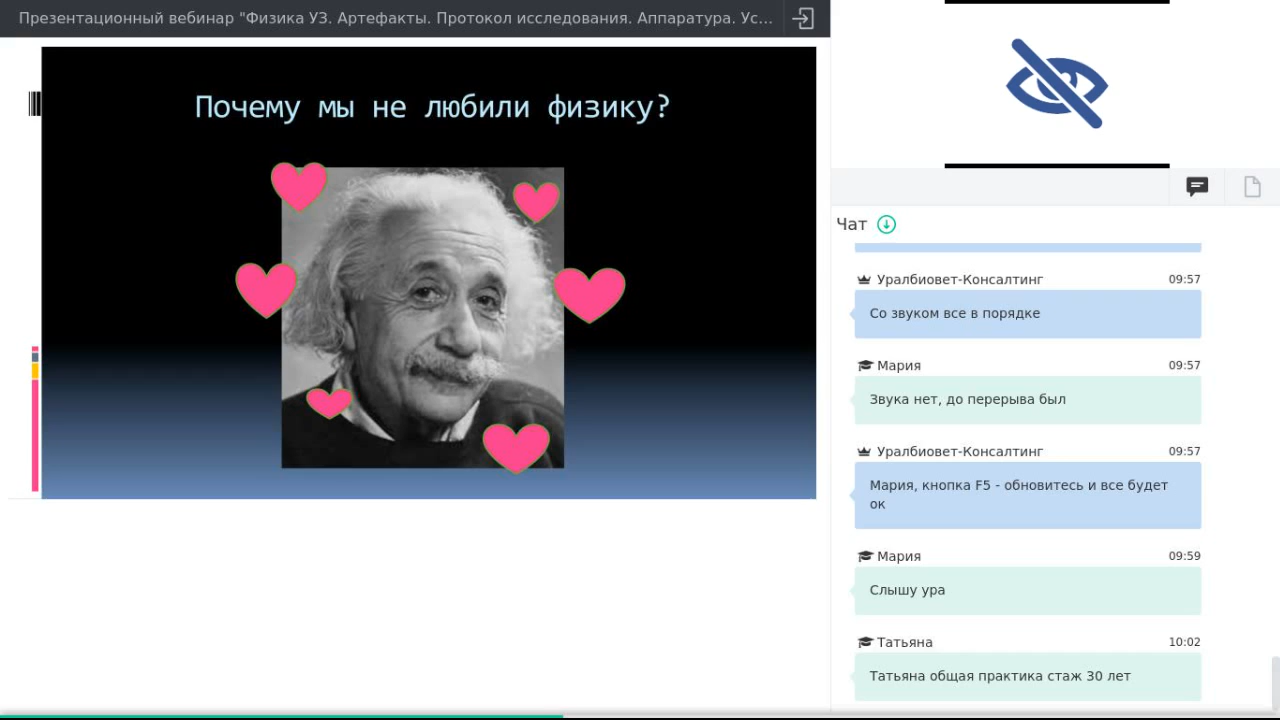 Презентационный вебинар "Физика УЗ. Артефакты. Протокол исследования. Аппаратура. Ус...
Почему мы не любили физику?
Чат
Уралбиовет-Консалтинг 09:57
Со звуком все в порядке
Мария 09:57
Звука нет, до перерыва был
Уралбиовет-Консалтинг 09:57
Мария, кнопка F5 - обновитесь и все будет
ок
Мария 09:59
Слышу ура
Татьяна 10:02
Татьяна общая практика стаж 30 лет